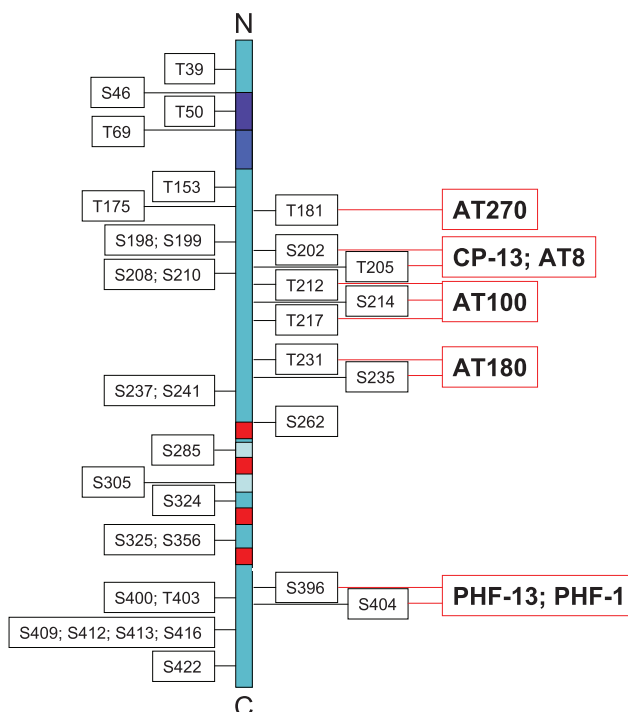 N
T39
S46
T50
T69
T153
T175
T181
AT270
S198; S199
S202
CP-13; AT8
T205
S208; S210
T212
S214
AT100
T217
T231
AT180
S235
S237; S241
S262
S285
S305
S324
S325; S356
S396
PHF-13; PHF-1
S400; T403
S404
S409; S412; S413; S416
S422
C